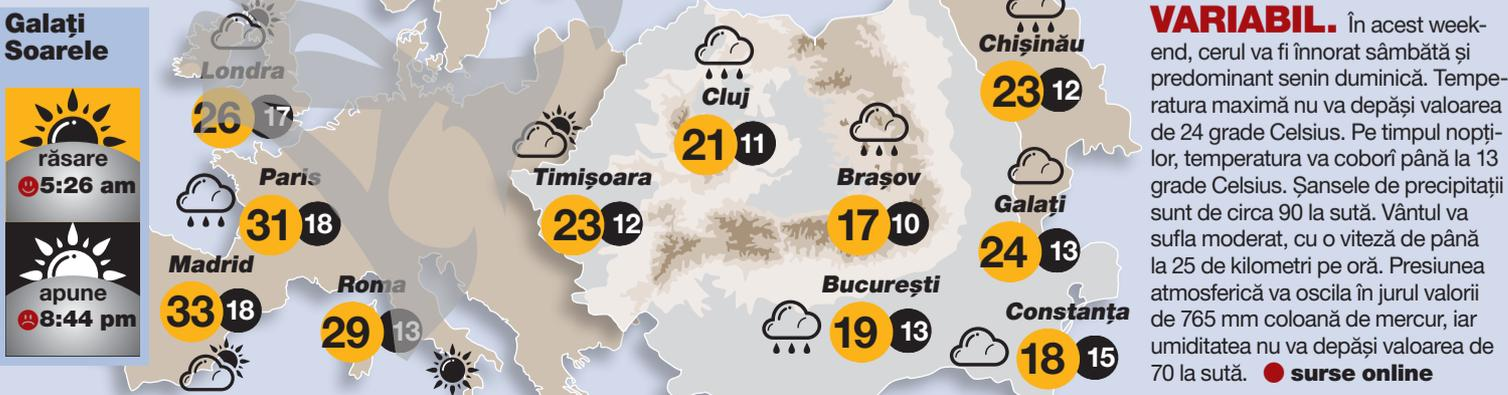 Galați
Soarele
răsare
5:26 am
apune
8:44 pm
Londra
26 17
Paris
31 18
Madrid
33 18
Roma
29 13
Timișoara
23 12
Cluj
21 11
Brașov
17 10
București
19 13
Chișinău
23 12
Galați
24 13
Constanța
18 15
VARIABIL. În acest week-
end, cerul va fi înnorat sâmbătă și
predominant senin duminică. Tempe-
ratura maximă nu va depăși valoarea
de 24 grade Celsius. Pe timpul nopți-
lor, temperatura va coborî până la 13
grade Celsius. Șansele de precipitații
sunt de circa 90 la sută. Vântul va
sufla moderat, cu o viteză de până
la 25 de kilometri pe oră. Presiunea
atmosferică va oscila în jurul valorii
de 765 mm coloană de mercur, iar
umiditatea nu va depăși valoarea de
70 la sută. surse online